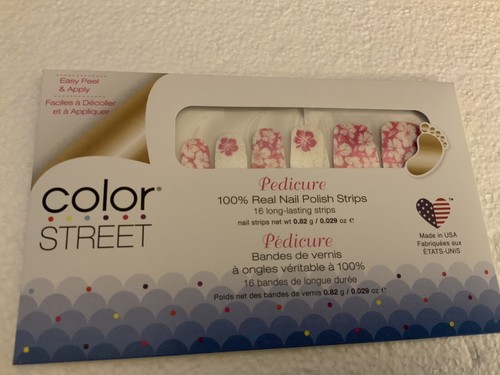 Easy Peel
& Apply
Faciles à Décoller
et à Appliquer
color®
STREET
Pedicure
100% Real Nail Polish Strips
16 long-lasting strips
nail strips net wt 0.82 g / 0.029 oz ℮
Pédicure
Bandes de vernis
à ongles véritable à 100%
16 bandes de longue durée
Poids net des bandes de vernis 0.82 g / 0.029 oz ℮
™
Made in USA
Fabriquées aux
ÉTATS-UNIS